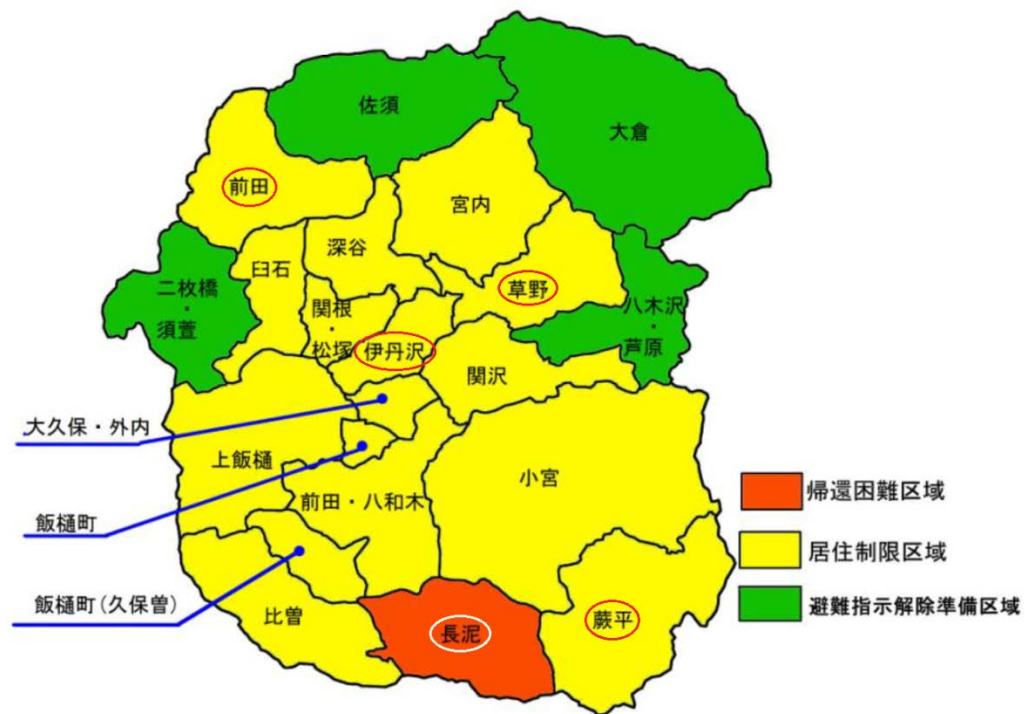 佐須
大倉
前田
宮内
深谷
臼石
草野
二枚橋
・
須萱
関根
・
松塚
八木沢
・
芦原
伊丹沢
関沢
大久保・外内
上飯樋
小宮
帰還困難区域
前田・八和木
飯樋町
居住制限区域
飯樋町(久保曽)
比曽
避難指示解除準備区域
蕨平
長泥